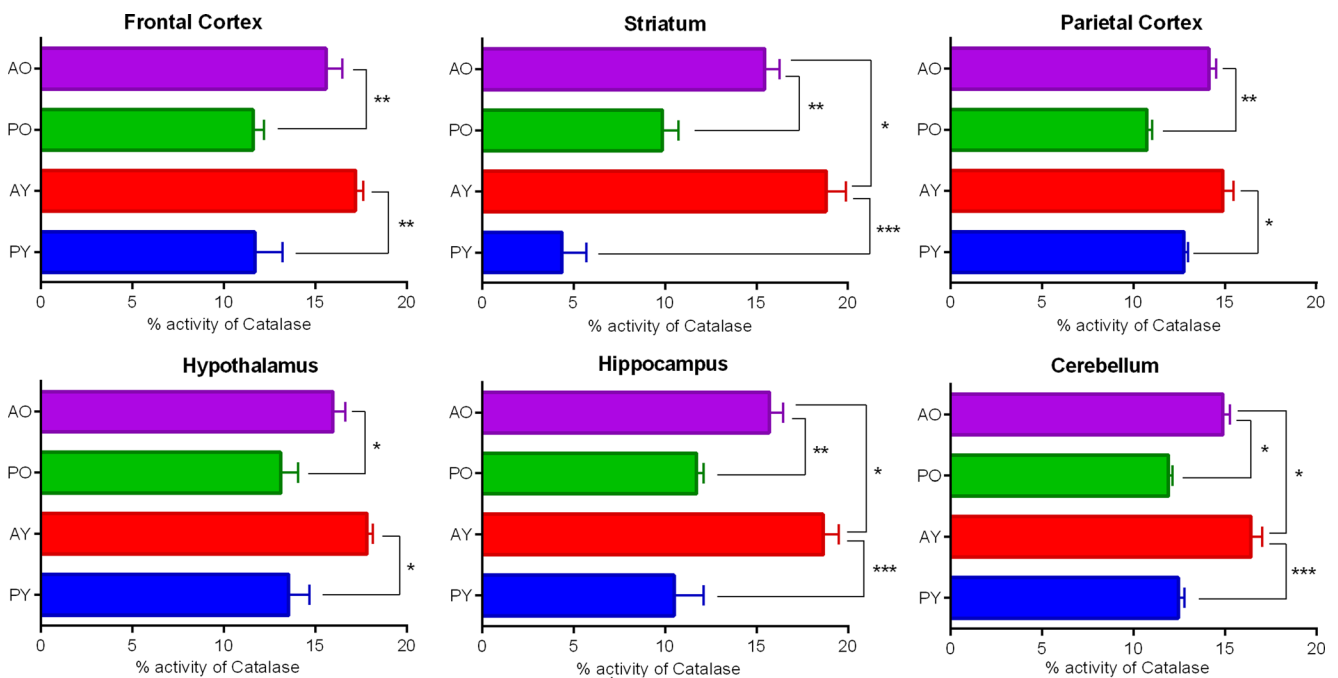 Frontal Cortex
AO
**
PO
AY
**
PY
0 5 10 15 20
% activity of Catalase
Striatum
AO
**
*
PO
AY
***
PY
0 5 10 15 20
% activity of Catalase
Parietal Cortex
AO
**
PO
AY
*
PY
0 5 10 15 20
% activity of Catalase
Hypothalamus
AO
*
PO
AY
*
PY
0 5 10 15 20
% activity of Catalase
Hippocampus
AO
**
*
PO
AY
***
PY
0 5 10 15 20
% activity of Catalase
Cerebellum
AO
*
*
PO
AY
***
PY
0 5 10 15 20
% activity of Catalase